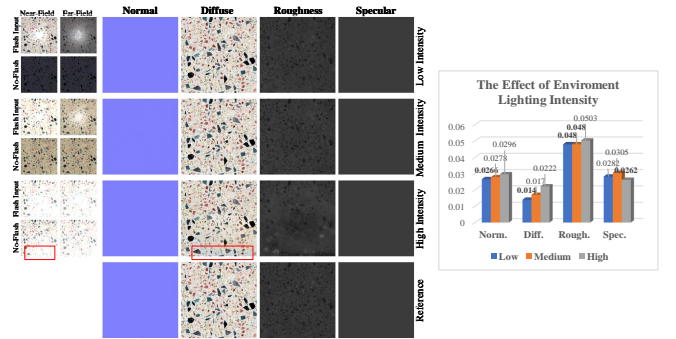 Near-Field Far-Field Normal Diffuse Roughness Specular
Flash Input
No-Flash
Low Intensity
Flash Input
No-Flash
Medium Intensity
Flash Input
No-Flash
High Intensity
Reference
The Effect of Enviroment
Lighting Intensity
0.06
0.05
0.04
0.03
0.02
0.01
0
0.0266
0.0278
0.0296
0.014
0.017
0.0222
0.048
0.048
0.0503
0.0282
0.0305
0.0262
Norm. Diff. Rough. Spec.
Low Medium High